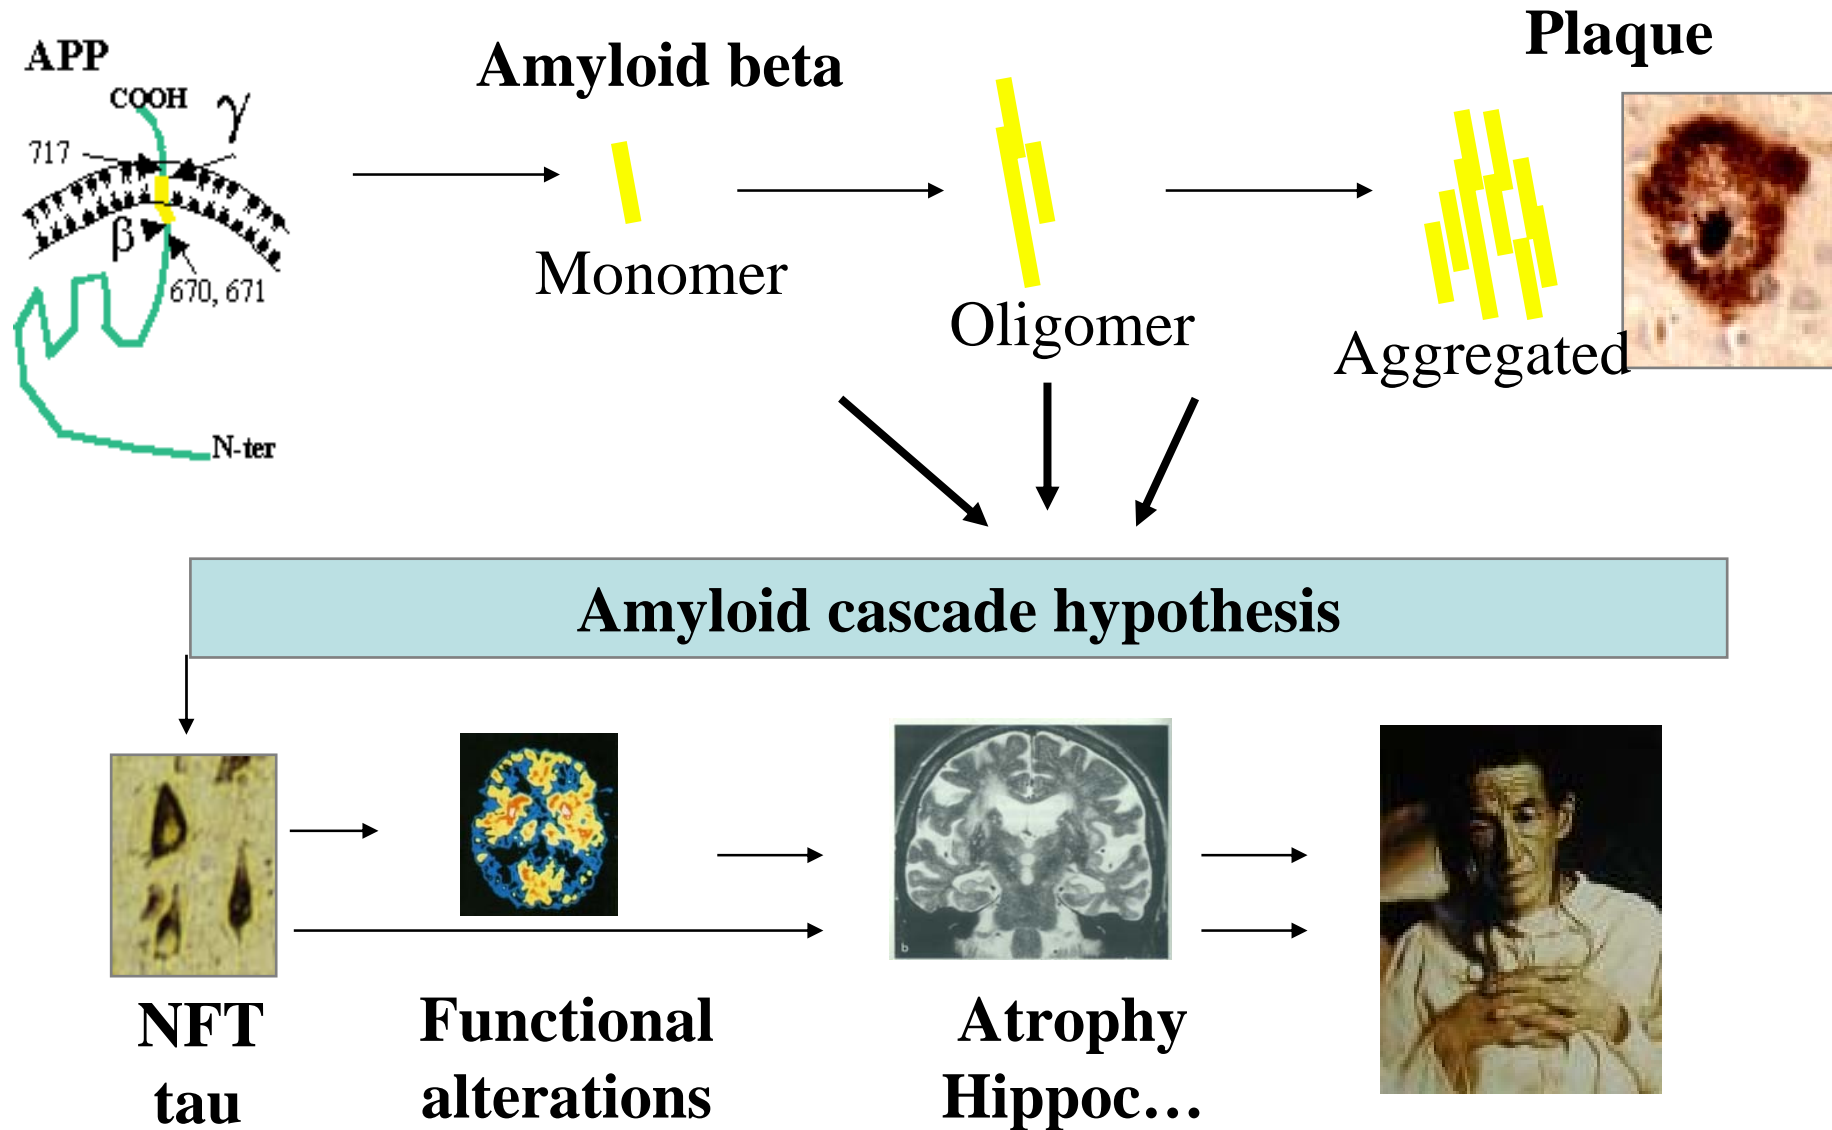 APP
Amyloid beta
Plaque
COOH
γ
717
β
670, 671
N-ter
Monomer
Oligomer
Aggregated
Amyloid cascade hypothesis
b
NFT
tau
Functional
alterations
Atrophy
Hippoc…